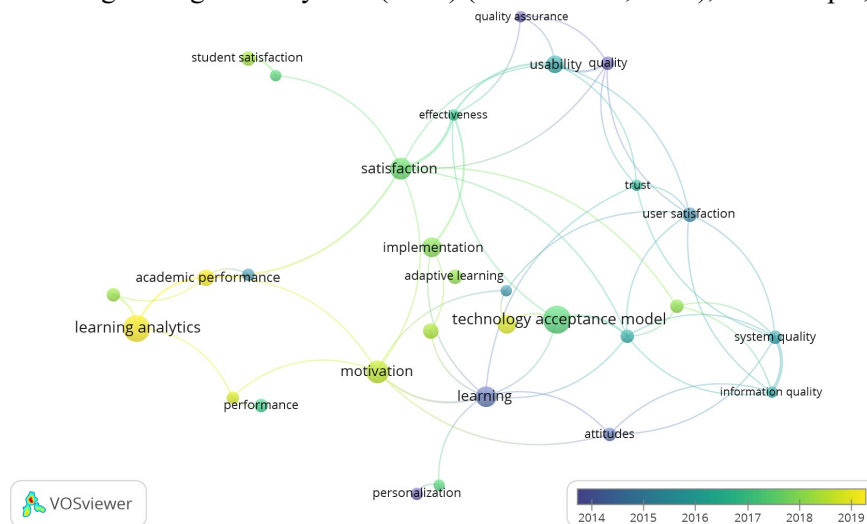 quality assurance
student satisfaction
usability
quality
effectiveness
satisfaction
trust
user satisfaction
implementation
adaptive learning
academic performance
technology acceptance model
learning analytics
system quality
motivation
learning
information quality
performance
attitudes
personalization
VOSviewer
2014 2015 2016 2017 2018 2019